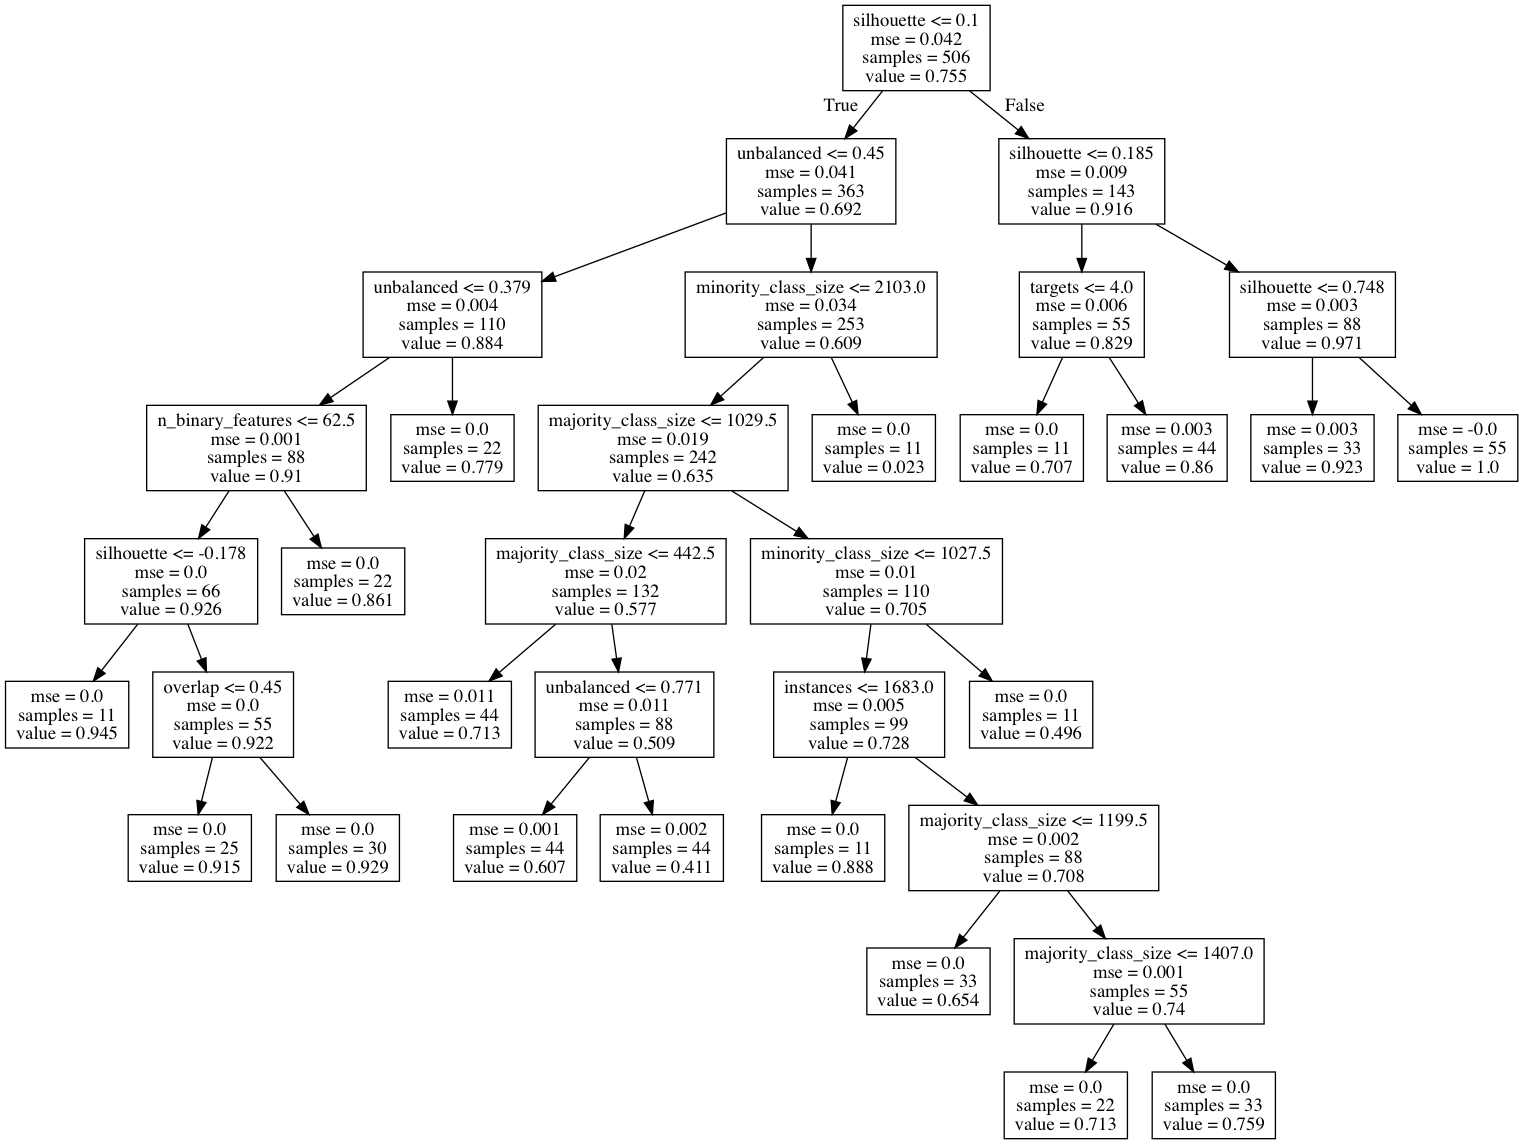 silhouette <= 0.1
mse = 0.042
samples = 506
value = 0.755
True
False
unbalanced <= 0.45
mse = 0.041
samples = 363
value = 0.692
silhouette <= 0.185
mse = 0.009
samples = 143
value = 0.916
unbalanced <= 0.379
mse = 0.004
samples = 110
value = 0.884
minority_class_size <= 2103.0
mse = 0.034
samples = 253
value = 0.609
targets <= 4.0
mse = 0.006
samples = 55
value = 0.829
silhouette <= 0.748
mse = 0.003
samples = 88
value = 0.971
n_binary_features <= 62.5
mse = 0.001
samples = 88
value = 0.91
mse = 0.0
samples = 22
value = 0.779
majority_class_size <= 1029.5
mse = 0.019
samples = 242
value = 0.635
mse = 0.0
samples = 11
value = 0.023
mse = 0.0
samples = 11
value = 0.707
mse = 0.003
samples = 44
value = 0.86
mse = 0.003
samples = 33
value = 0.923
mse = -0.0
samples = 55
value = 1.0
silhouette <= -0.178
mse = 0.0
samples = 66
value = 0.926
mse = 0.0
samples = 22
value = 0.861
majority_class_size <= 442.5
mse = 0.02
samples = 132
value = 0.577
minority_class_size <= 1027.5
mse = 0.01
samples = 110
value = 0.705
mse = 0.0
samples = 11
value = 0.945
overlap <= 0.45
mse = 0.0
samples = 55
value = 0.922
mse = 0.011
samples = 44
value = 0.713
unbalanced <= 0.771
mse = 0.011
samples = 88
value = 0.509
instances <= 1683.0
mse = 0.005
samples = 99
value = 0.728
mse = 0.0
samples = 11
value = 0.496
mse = 0.0
samples = 25
value = 0.915
mse = 0.0
samples = 30
value = 0.929
mse = 0.001
samples = 44
value = 0.607
mse = 0.002
samples = 44
value = 0.411
mse = 0.0
samples = 11
value = 0.888
majority_class_size <= 1199.5
mse = 0.002
samples = 88
value = 0.708
mse = 0.0
samples = 33
value = 0.654
majority_class_size <= 1407.0
mse = 0.001
samples = 55
value = 0.74
mse = 0.0
samples = 22
value = 0.713
mse = 0.0
samples = 33
value = 0.759